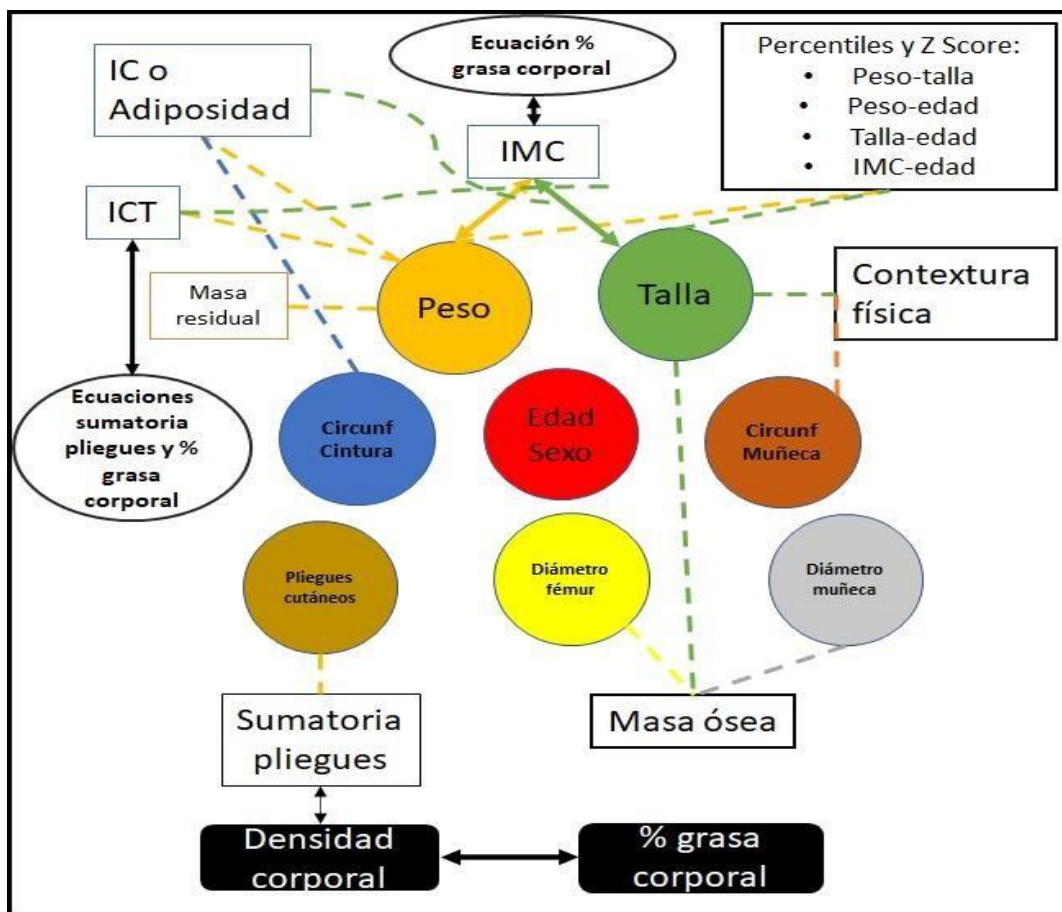 Ecuación %
grasa corporal
Percentiles y Z Score:
• Peso-talla
• Peso-edad
• Talla-edad
• IMC-edad
IC o
Adiposidad
IMC
ICT
Peso
Talla
Masa
residual
Contextura
física
Ecuaciones
sumatoria
pliegues y %
grasa
corporal
Circunf
Cintura
Edad
Sexo
Circunf
Muñeca
Pliegues
cutáneos
Diámetro
fémur
Diámetro
muñeca
Sumatoria
pliegues
Masa ósea
Densidad
corporal
% grasa
corporal